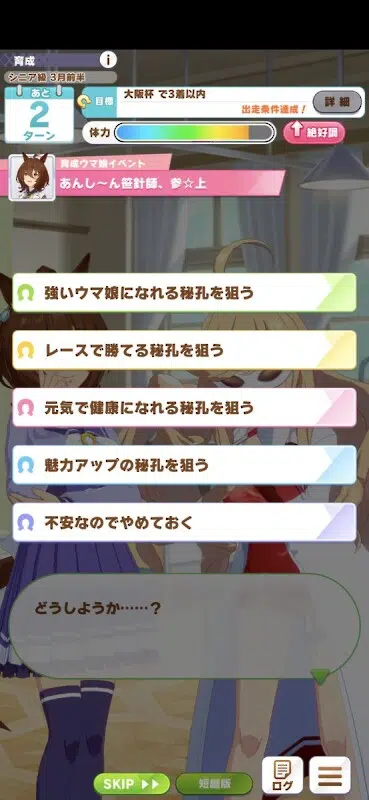 育成
i
シニア級 3月前半
あと
2
ターン
目標
大阪杯 で3着以内
出走条件達成!
詳細
体力
絶好調
育成ウマ娘イベント
あんし〜ん笹針師、参☆上
強いウマ娘になれる秘孔を狙う
レースで勝てる秘孔を狙う
元気で健康になれる秘孔を狙う
魅力アップの秘孔を狙う
不安なのでやめておく
どうしようか……?
SKIP
短縮版
ログ